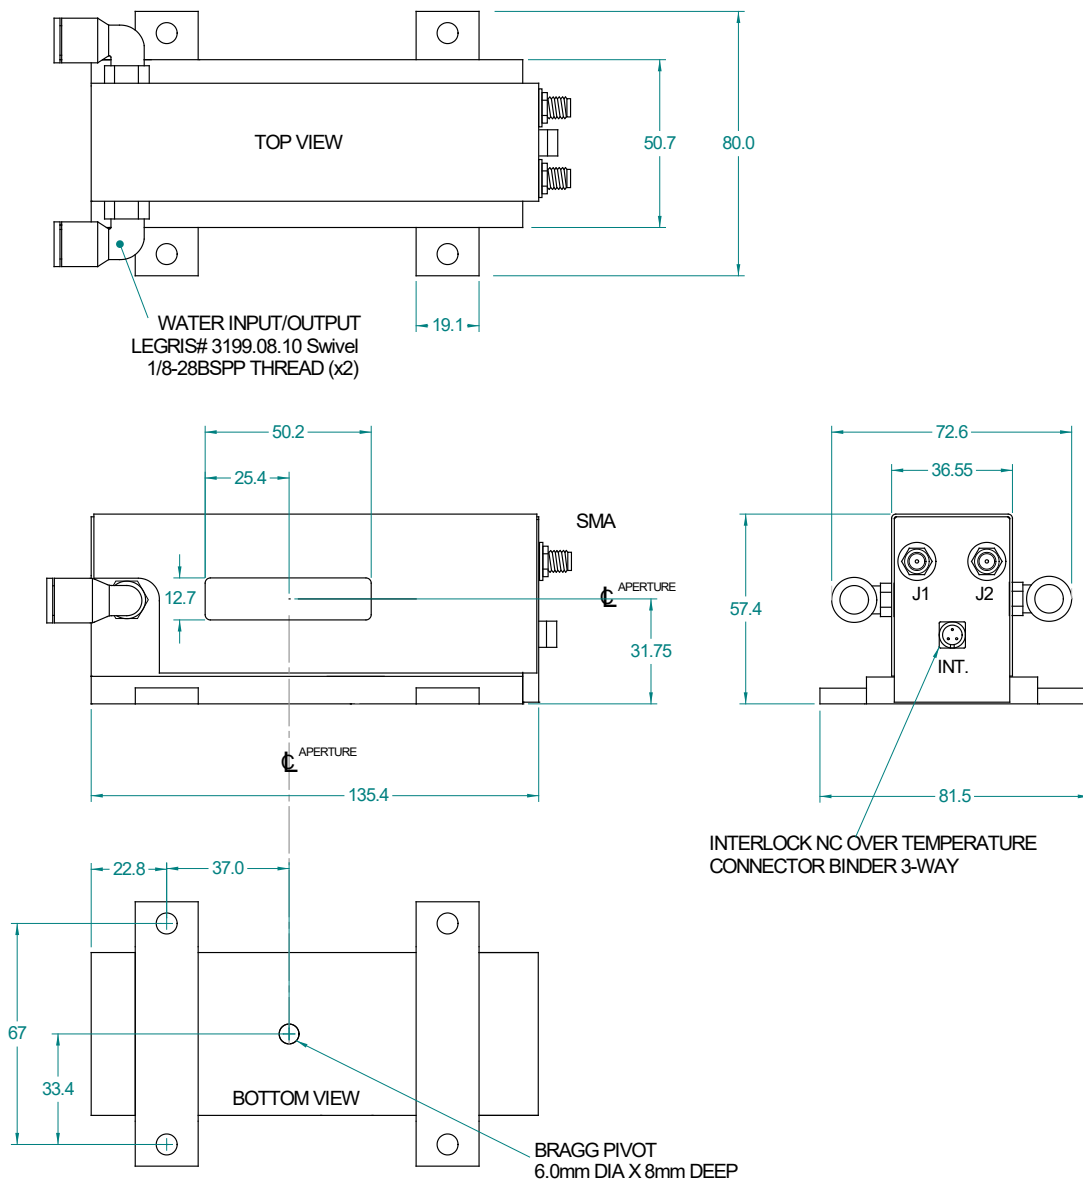 TOP VIEW
50.7
80.0
19.1
WATER INPUT/OUTPUT
LEGRIS# 3199.08.10 Swivel
1/8-28BSPP THREAD (x2)
50.2
25.4
12.7
SMA
℄ APERTURE
31.75
℄ APERTURE
135.4
72.6
36.55
57.4
J1
J2
INT.
81.5
INTERLOCK NC OVER TEMPERATURE
CONNECTOR BINDER 3-WAY
22.8
37.0
67
33.4
BOTTOM VIEW
BRAGG PIVOT
6.0mm DIA X 8mm DEEP